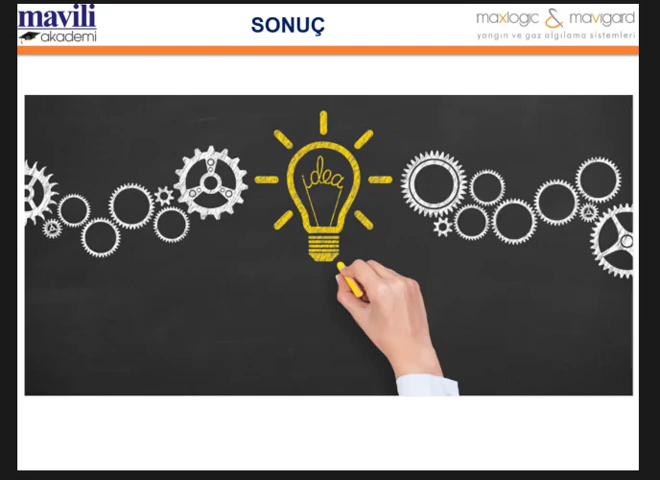 mavili
akademi
SONUÇ
maxlogic & mavigard
yangın ve gaz algılama sistemleri
idea